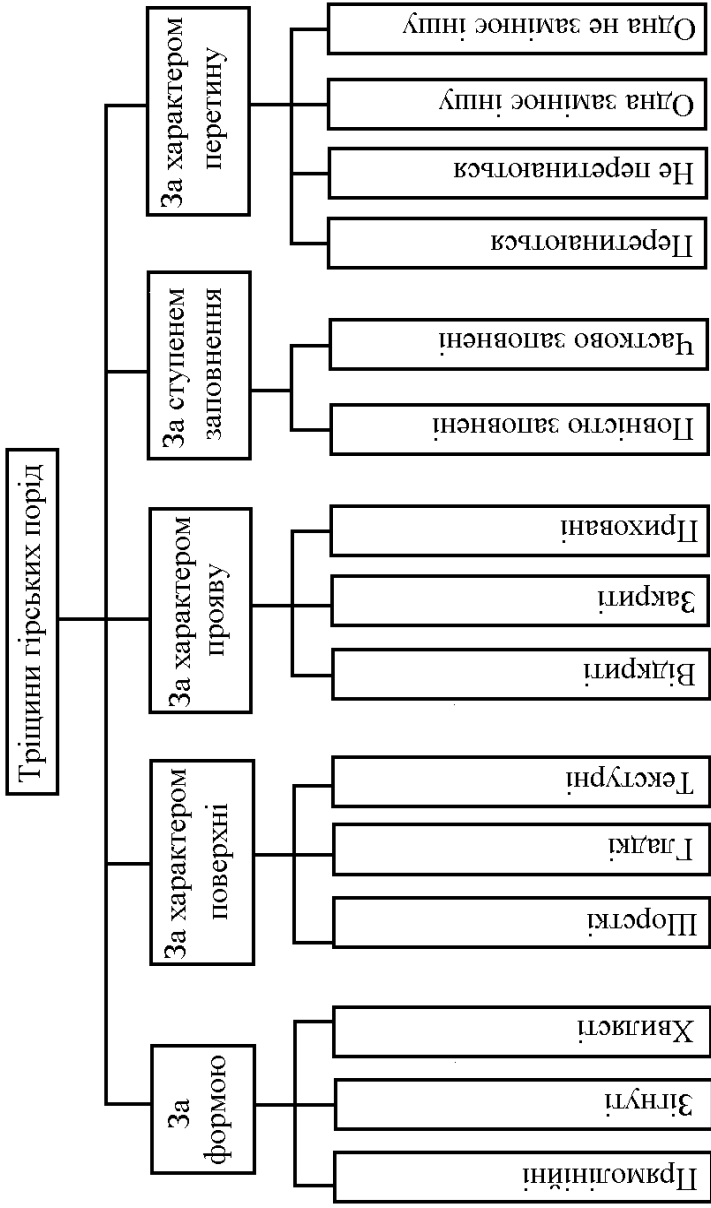 Тріщини гірських порід
За
формою
За характером
поверхні
За характером
прояву
За ступенем
заповнення
За характером
перетину
Прямолінійні
Зігнуті
Хвилясті
Шорсткі
Гладкі
Текстурні
Відкриті
Закриті
Приховані
Повністю заповнені
Частково заповнені
Перетинаються
Не перетинаються
Одна замінює іншу
Одна не замінює іншу